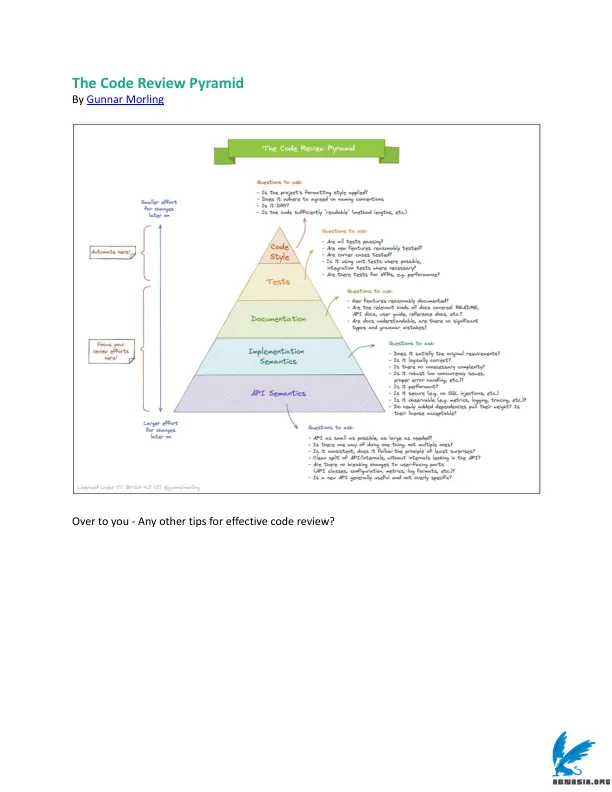 The Code Review Pyramid
By Gunnar Morling
The Code Review Pyramid
Questions to ask:
- Is the project's formatting style applied?
- Does it adhere to agreed on naming conventions
- Is it DRY?
- Is the code sufficiently "readable" (method lengths, etc.)
Smaller effort
for changes
later on
Automate here!
Code
Style
Questions to ask:
- Are all tests passing?
- Are new features reasonably tested?
- Are corner cases tested?
- Is it using unit tests where possible,
integration tests where necessary?
- Are there tests for NFRs, e.g. performance?
Tests
Questions to ask:
- New features reasonably documented?
- Are the relevant kinds of docs covered: README,
API docs, user guide, reference docs, etc.?
- Are docs understandable, are there no significant
typos and grammar mistakes?
Documentation
Focus your
review efforts
here!
Questions to ask:
- Does it satisfy the original requirements?
- Is it logically correct?
- Is there no unnecessary complexity?
- Is it robust (no concurrency issues,
proper error handling, etc.)?
- Is it performant?
- Is it secure (e.g. no SQL injections, etc.)
- Is it observable (e.g. metrics, logging, tracing, etc.)?
- Do newly added dependencies pull their weight? Is
their license acceptable?
Implementation
Semantics
API Semantics
Larger effort
for changes
later on
Questions to ask:
- API as small as possible, as large as needed?
- Is there one way of doing one thing, not multiple ones?
- Is it consistent, does it follow the principle of least surprises?
- Clean split of API/internals, without internals leaking in the API?
- Are there no breaking changes to user-facing parts
(API classes, configuration, metrics, log formats, etc.)?
- Is a new API generally useful and not overly specific?
Licensed under CC BY-SA 4.0 (C) @gunnarmorling
Over to you - Any other tips for effective code review?
ABNASIA.ORG